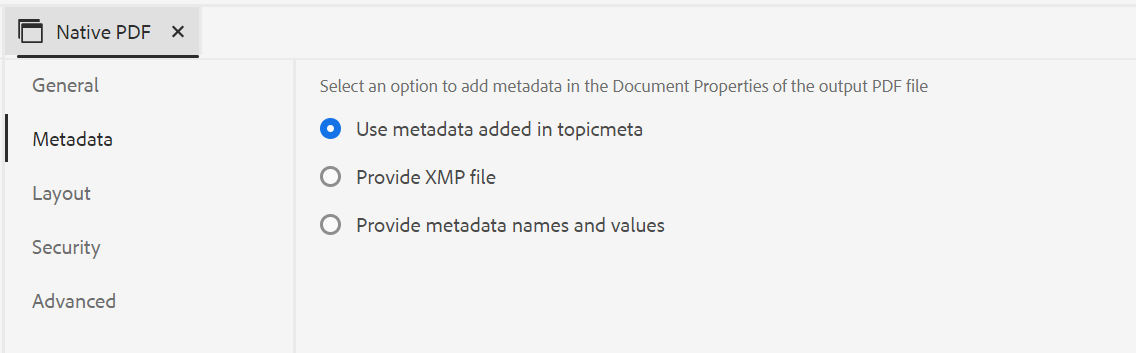 Native PDF
General
Select an option to add metadata in the Document Properties of the output PDF file
Use metadata added in topicmeta
Metadata
Provide XMP file
Layout
Provide metadata names and values
Security
Advanced